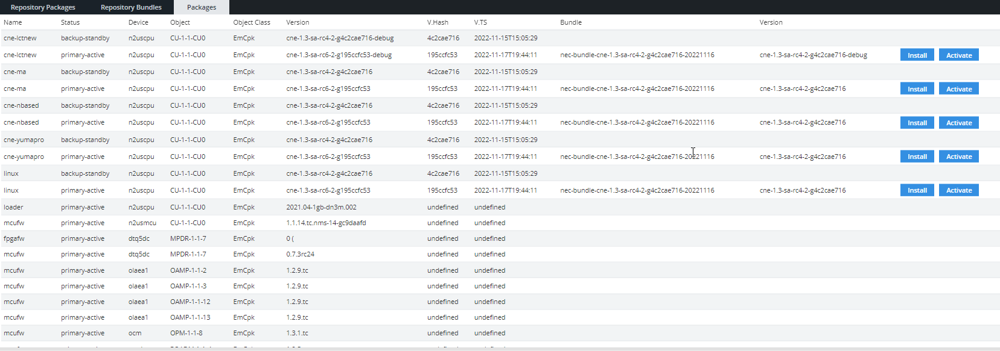 Repository Packages Repository Bundles Packages
Name Status Device Object Object Class Version V.Hash V.TS Bundle Version
cne-lctnew backup-standby n2uscpu CU-1-1-CU0 EmCpk cne-1.3-sa-rc4-2-g4c2cae716-debug 4c2cae716 2022-11-15T15:05:29
cne-lctnew primary-active n2uscpu CU-1-1-CU0 EmCpk cne-1.3-sa-rc6-2-g195ccfc53-debug 195ccfc53 2022-11-17T19:44:11 nec-bundle-cne-1.3-sa-rc4-2-g4c2cae716-20221116 cne-1.3-sa-rc4-2-g4c2cae716-debug Install Activate
cne-ma backup-standby n2uscpu CU-1-1-CU0 EmCpk cne-1.3-sa-rc4-2-g4c2cae716 4c2cae716 2022-11-15T15:05:29
cne-ma primary-active n2uscpu CU-1-1-CU0 EmCpk cne-1.3-sa-rc6-2-g195ccfc53 195ccfc53 2022-11-17T19:44:11 nec-bundle-cne-1.3-sa-rc4-2-g4c2cae716-20221116 cne-1.3-sa-rc4-2-g4c2cae716 Install Activate
cne-nbased backup-standby n2uscpu CU-1-1-CU0 EmCpk cne-1.3-sa-rc4-2-g4c2cae716 4c2cae716 2022-11-15T15:05:29
cne-nbased primary-active n2uscpu CU-1-1-CU0 EmCpk cne-1.3-sa-rc6-2-g195ccfc53 195ccfc53 2022-11-17T19:44:11 nec-bundle-cne-1.3-sa-rc4-2-g4c2cae716-20221116 cne-1.3-sa-rc4-2-g4c2cae716 Install Activate
cne-yumapro backup-standby n2uscpu CU-1-1-CU0 EmCpk cne-1.3-sa-rc4-2-g4c2cae716 4c2cae716 2022-11-15T15:05:29
cne-yumapro primary-active n2uscpu CU-1-1-CU0 EmCpk cne-1.3-sa-rc6-2-g195ccfc53 195ccfc53 2022-11-17T19:44:11 nec-bundle-cne-1.3-sa-rc4-2-g4c2cae716-20221116 cne-1.3-sa-rc4-2-g4c2cae716 Install Activate
linux backup-standby n2uscpu CU-1-1-CU0 EmCpk cne-1.3-sa-rc4-2-g4c2cae716 4c2cae716 2022-11-15T15:05:29
linux primary-active n2uscpu CU-1-1-CU0 EmCpk cne-1.3-sa-rc6-2-g195ccfc53 195ccfc53 2022-11-17T19:44:11 nec-bundle-cne-1.3-sa-rc4-2-g4c2cae716-20221116 cne-1.3-sa-rc4-2-g4c2cae716 Install Activate
loader primary-active n2uscpu CU-1-1-CU0 EmCpk 2021.04-1gb-dn3m.002 undefined undefined
mcufw primary-active n2usmcu CU-1-1-CU0 EmCpk 1.1.14.tc.nms-14-gc9daafd undefined undefined
fpgafw primary-active dtq5dc MPDR-1-1-7 EmCpk 0 ( undefined undefined
mcufw primary-active dtq5dc MPDR-1-1-7 EmCpk 0.7.3rc24 undefined undefined
mcufw primary-active olaea1 OAMP-1-1-2 EmCpk 1.2.9.tc undefined undefined
mcufw primary-active olaea1 OAMP-1-1-3 EmCpk 1.2.9.tc undefined undefined
mcufw primary-active olaea1 OAMP-1-1-12 EmCpk 1.2.9.tc undefined undefined
mcufw primary-active olaea1 OAMP-1-1-13 EmCpk 1.2.9.tc undefined undefined
mcufw primary-active ocm OPM-1-1-8 EmCpk 1.3.1.tc undefined undefined